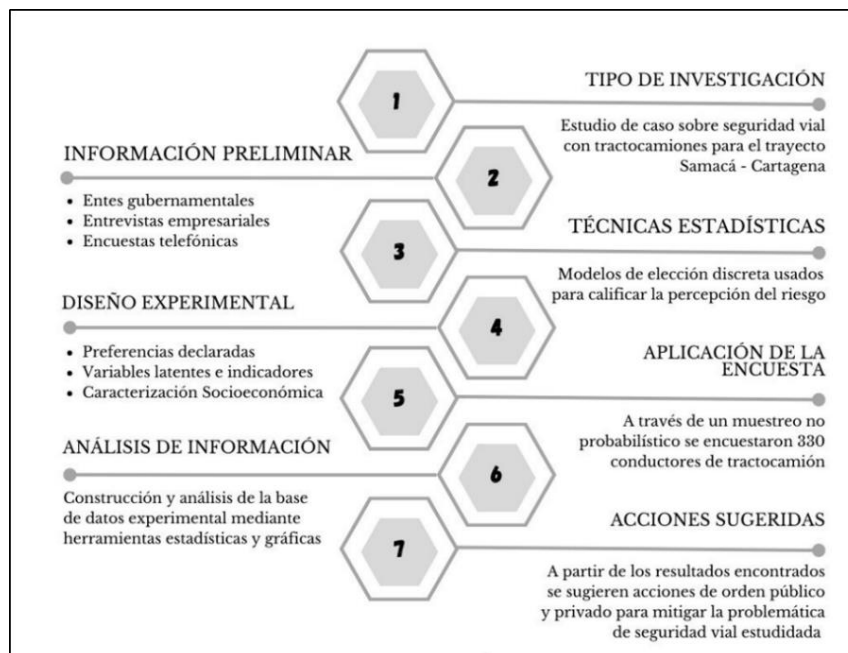 1
TIPO DE INVESTIGACIÓN
Estudio de caso sobre seguridad vial
con tractocamiones para el trayecto
Samacá - Cartagena
INFORMACIÓN PRELIMINAR
2
• Entes gubernamentales
• Entrevistas empresariales
• Encuestas telefónicas
3
TÉCNICAS ESTADÍSTICAS
Modelos de elección discreta usados
para calificar la percepción del riesgo
DISEÑO EXPERIMENTAL
4
• Preferencias declaradas
• Variables latentes e indicadores
• Caracterización Socioeconómica
5
APLICACIÓN DE LA
ENCUESTA
A través de un muestreo no
probabilístico se encuestaron 330
conductores de tractocamión
ANÁLISIS DE INFORMACIÓN
6
Construcción y análisis de la base
de datos experimental mediante
herramientas estadísticas y gráficas
7
ACCIONES SUGERIDAS
A partir de los resultados encontrados
se sugieren acciones de orden público
y privado para mitigar la problemática
de seguridad vial estudidada